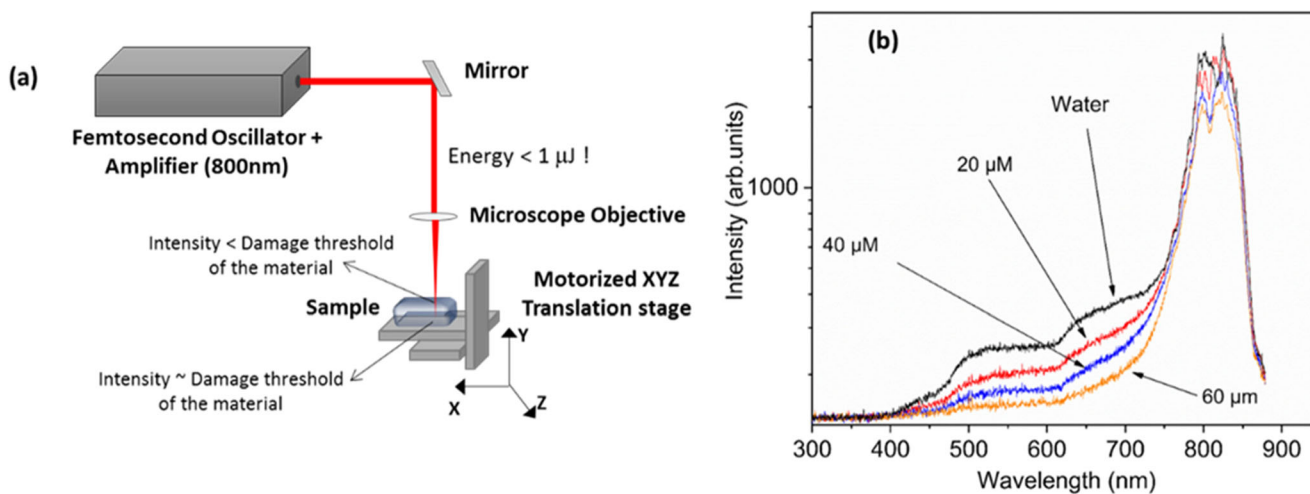 (a)
Mirror
Femtosecond Oscillator +
Amplifier (800nm)
Energy < 1 μJ !
Microscope Objective
Intensity < Damage threshold
of the material
Sample
Motorized XYZ
Translation stage
Intensity ~ Damage threshold
of the material
Y
X
Z
(b)
Water
20 μM
40 μM
60 μm
1000
Intensity (arb.units)
300 400 500 600 700 800 900
Wavelength (nm)